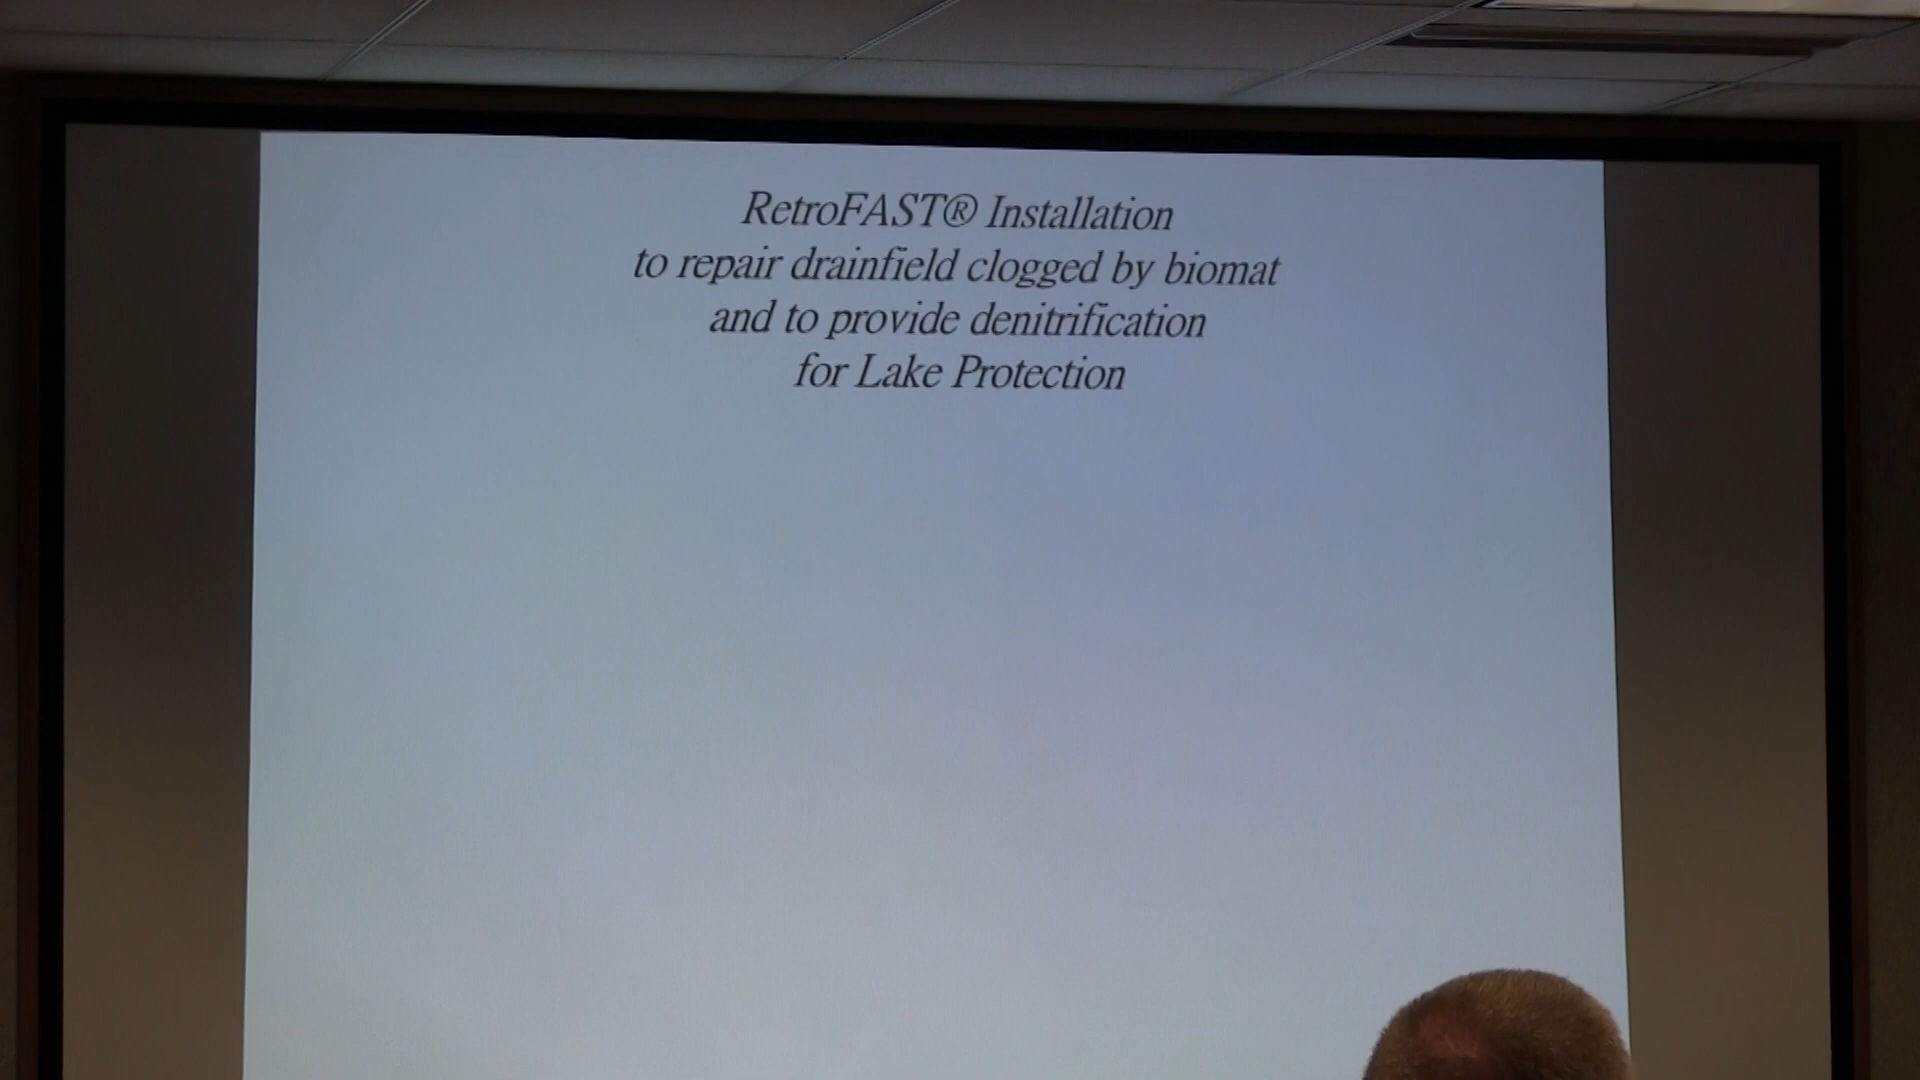 RetroFAST® Installation
to repair drainfield clogged by biomat
and to provide denitrification
for Lake Protection